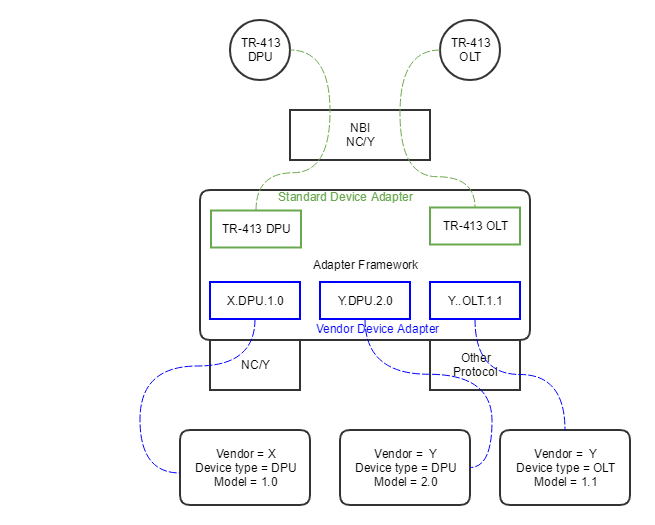 TR-413
DPU
TR-413
OLT
NBI
NC/Y
Standard Device Adapter
TR-413 DPU
TR-413 OLT
Adapter Framework
X.DPU.1.0
Y.DPU.2.0
Y..OLT.1.1
Vendor Device Adapter
NC/Y
Other
Protocol
Vendor = X
Device type = DPU
Model = 1.0
Vendor = Y
Device type = DPU
Model = 2.0
Vendor = Y
Device type = OLT
Model = 1.1